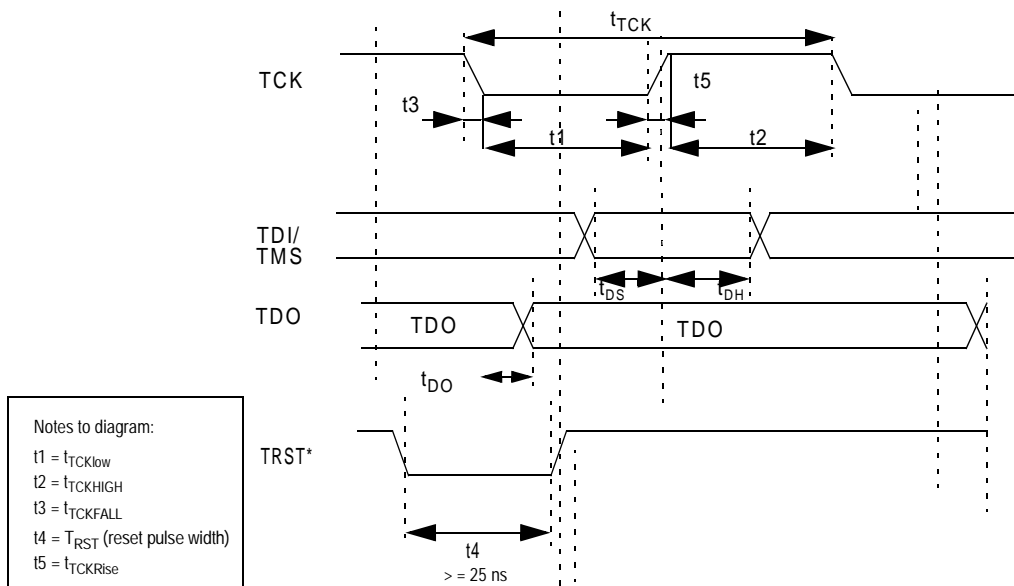 tTCK
TCK
t3
t5
t1
t2
TDI/
TMS
tDS
tDH
TDO
TDO
TDO
tDO
TRST*
t4
> = 25 ns
Notes to diagram:
t1 = tTCKlow
t2 = tTCKHIGH
t3 = tTCKFALL
t4 = TRST (reset pulse width)
t5 = tTCKRise